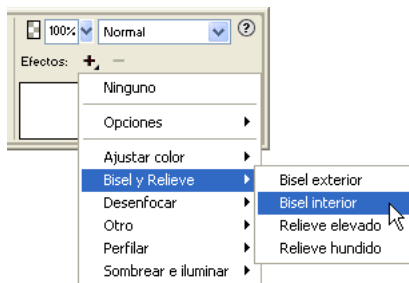 100% Normal ?
Efectos:
Ninguno
Opciones
Ajustar color
Bisel y Relieve
Desenfocar
Otro
Perfilar
Sombrear e iluminar
Bisel exterior
Bisel interior
Relieve elevado
Relieve hundido